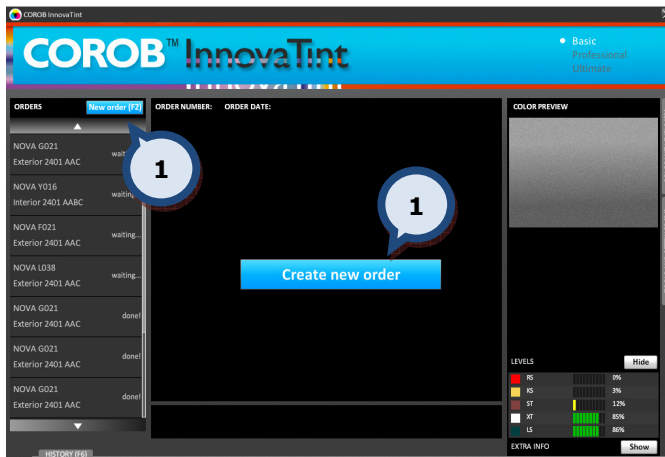 COROB InnovaTint
COROB™ InnovaTint
Basic
Professional
Ultimate
ORDERS New order (F2) ORDER NUMBER: ORDER DATE: COLOR PREVIEW
NOVA G021
Exterior 2401 AAC
1
NOVA Y016
Interior 2401 AABC waiting...
1
NOVA F021
Exterior 2401 AAC waiting...
NOVA L038
Exterior 2401 AAC waiting...
Create new order
NOVA G021
Exterior 2401 AAC done!
NOVA G021
Exterior 2401 AAC done!
NOVA G021
Exterior 2401 AAC done!
LEVELS Hide
RS 0%
KS 3%
ST 12%
XT 85%
LS 86%
EXTRA INFO Show
HISTORY (F6)